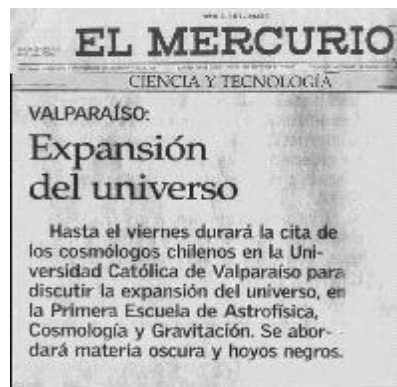 EL MERCURIO
CIENCIA Y TECNOLOGÍA
VALPARAÍSO:
Expansión
del universo
Hasta el viernes durará la cita de
los cosmólogos chilenos en la Uni-
versidad Católica de Valparaíso para
discutir la expansión del universo, en
la Primera Escuela de Astrofísica,
Cosmología y Gravitación. Se abor-
dará materia oscura y hoyos negros.